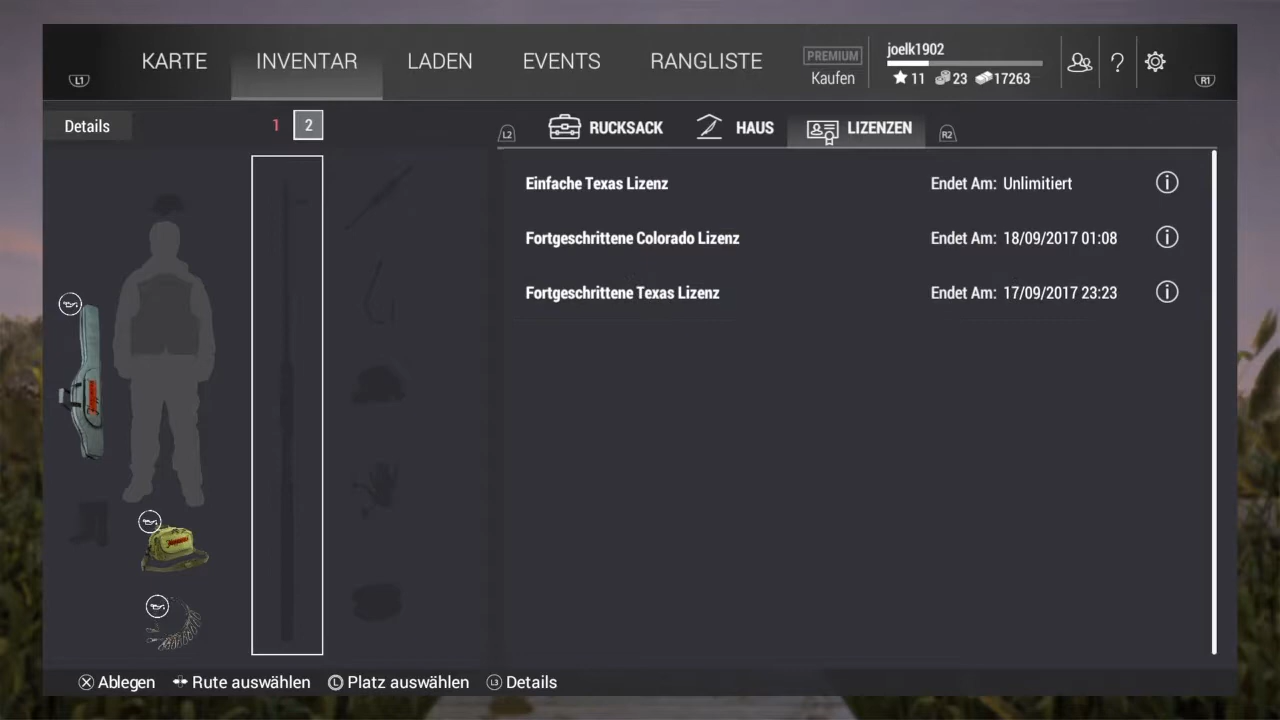 KARTE INVENTAR LADEN EVENTS RANGLISTE
PREMIUM
Kaufen
joelk1902
11 23 17263
?
L1
R1
Details
1 2
L2 RUCKSACK HAUS LIZENZEN R2
Einfache Texas Lizenz Endet Am: Unlimitiert
Fortgeschrittene Colorado Lizenz Endet Am: 18/09/2017 01:08
Fortgeschrittene Texas Lizenz Endet Am: 17/09/2017 23:23
Ablegen Rute auswählen L Platz auswählen L3 Details